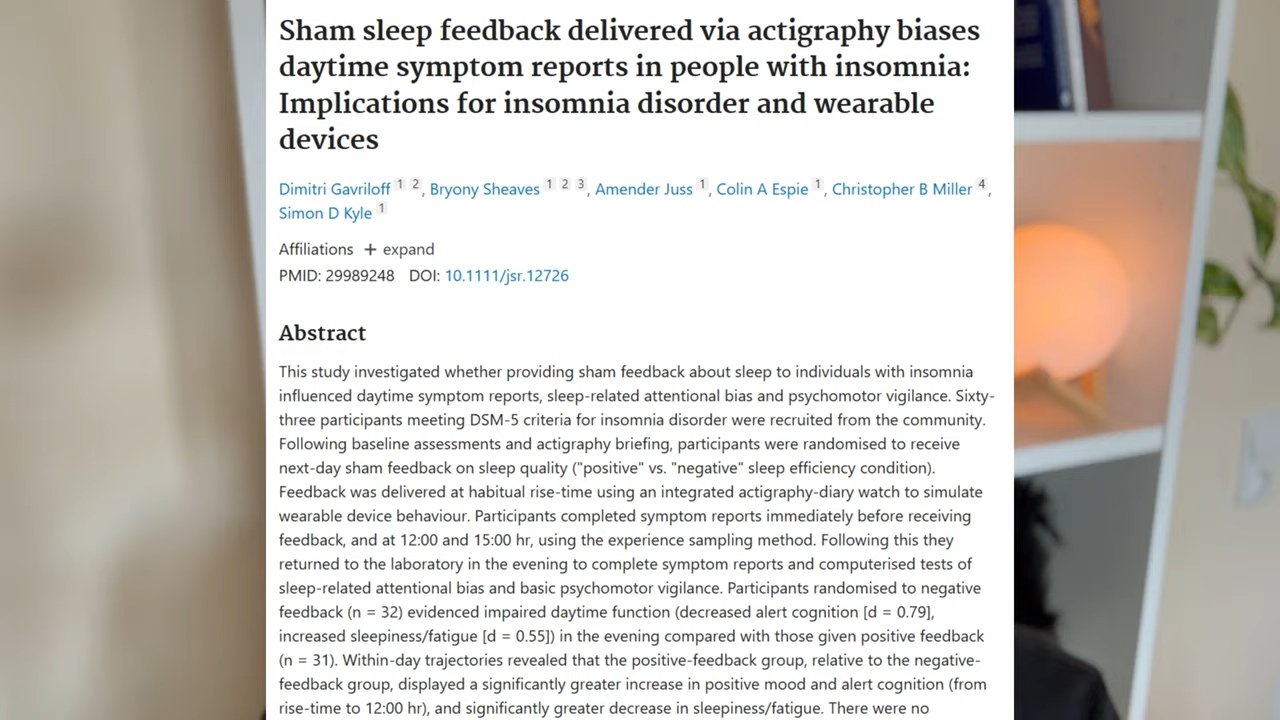 Sham sleep feedback delivered via actigraphy biases
daytime symptom reports in people with insomnia:
Implications for insomnia disorder and wearable
devices
Dimitri Gavriloff 1 2, Bryony Sheaves 1 2 3, Amender Juss 1, Colin A Espie 1, Christopher B Miller 4,
Simon D Kyle 1
Affiliations + expand
PMID: 29989248 DOI: 10.1111/jsr.12726
Abstract
This study investigated whether providing sham feedback about sleep to individuals with insomnia
influenced daytime symptom reports, sleep-related attentional bias and psychomotor vigilance. Sixty-
three participants meeting DSM-5 criteria for insomnia disorder were recruited from the community.
Following baseline assessments and actigraphy briefing, participants were randomised to receive
next-day sham feedback on sleep quality ("positive" vs. "negative" sleep efficiency condition).
Feedback was delivered at habitual rise-time using an integrated actigraphy-diary watch to simulate
wearable device behaviour. Participants completed symptom reports immediately before receiving
feedback, and at 12:00 and 15:00 hr, using the experience sampling method. Following this they
returned to the laboratory in the evening to complete symptom reports and computerised tests of
sleep-related attentional bias and basic psychomotor vigilance. Participants randomised to negative
feedback (n = 32) evidenced impaired daytime function (decreased alert cognition [d = 0.79],
increased sleepiness/fatigue [d = 0.55]) in the evening compared with those given positive feedback
(n = 31). Within-day trajectories revealed that the positive-feedback group, relative to the negative-
feedback group, displayed a significantly greater increase in positive mood and alert cognition (from
rise-time to 12:00 hr), and significantly greater decrease in sleepiness/fatigue. There were no